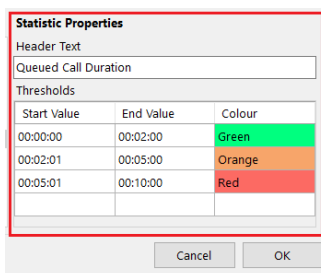 Statistic Properties
Header Text
Queued Call Duration
Thresholds
Start Value End Value Colour
00:00:00 00:02:00 Green
00:02:01 00:05:00 Orange
00:05:01 00:10:00 Red
Cancel OK